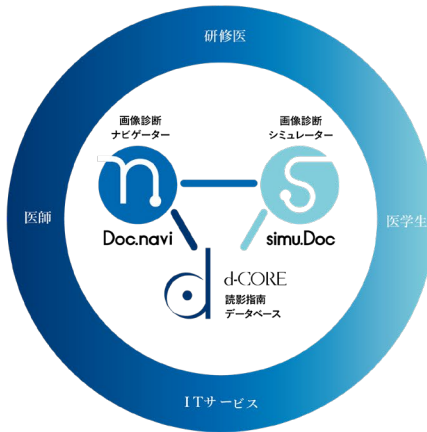 研修医
画像診断
ナビゲーター
画像診断
シミュレーター
n
s
医師
医学生
Doc.navi
simu.Doc
d
d-CORE
読影指南
データベース
ITサービス